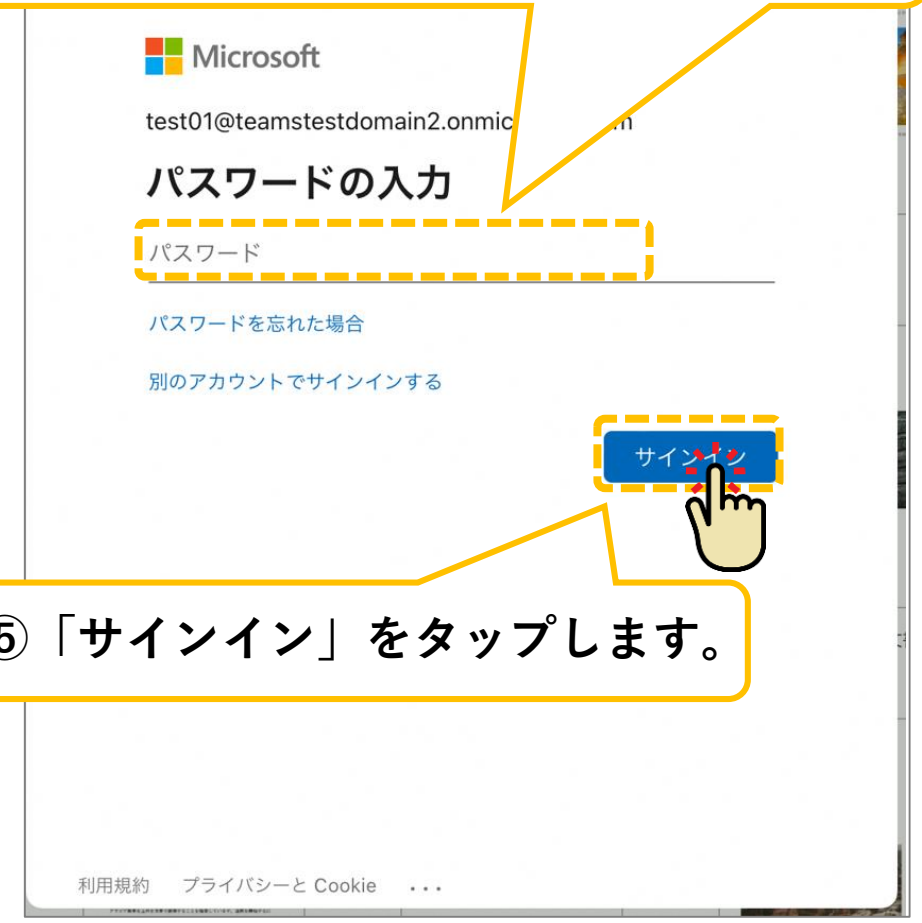 Microsoft
test01@teamstestdomain2.onmic
パスワードの入力
パスワード
パスワードを忘れた場合
別のアカウントでサインインする
サインイン
⑤「サインイン」をタップします。
利用規約 プライバシーと Cookie ...